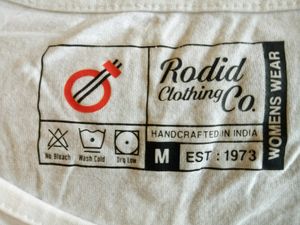 Rodid
Clothing
Co.
HANDCRAFTED IN INDIA
No Bleach Wash Cold Dry Low
M EST : 1973
WOMENS WEAR